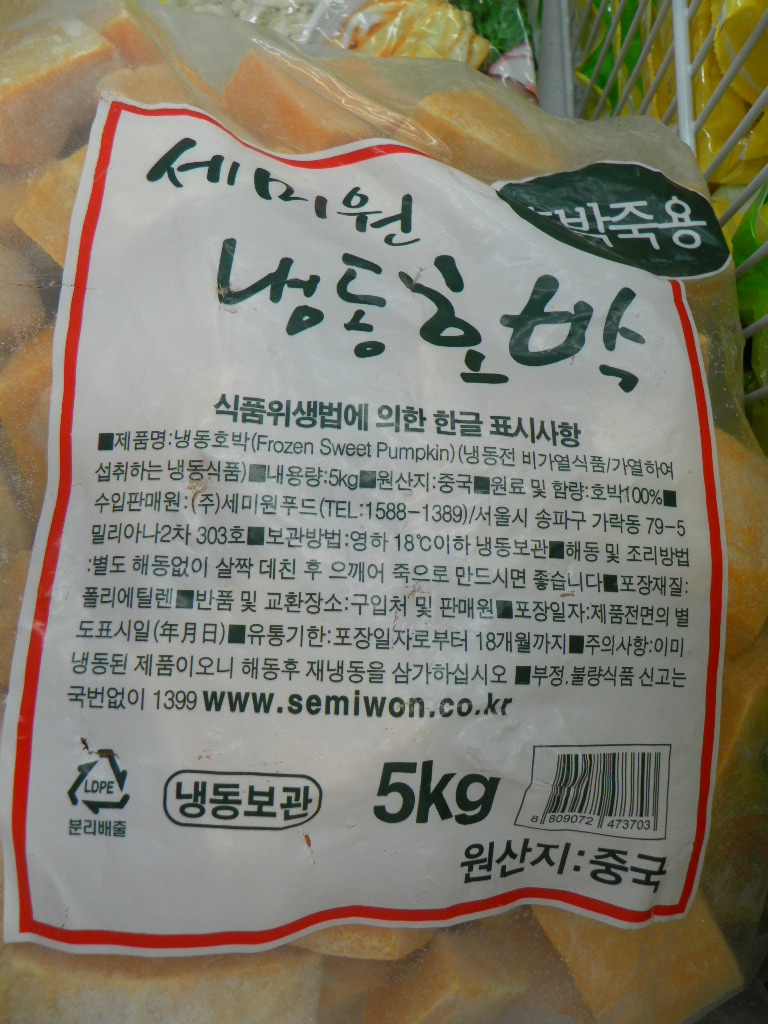 세미원
박죽용
냉동호박
식품위생법에 의한 한글 표시사항
■제품명:냉동호박(Frozen Sweet Pumpkin)(냉동전 비가열식품/가열하여
섭취하는 냉동식품)■내용량:5kg■원산지:중국■원료 및 함량:호박100%■
수입판매원:(주)세미원푸드(TEL:1588-1389)/서울시 송파구 가락동 79-5
밀리아나2차 303호■보관방법:영하 18℃이하 냉동보관■해동 및 조리방법
:별도 해동없이 살짝 데친 후 으깨어 죽으로 만드시면 좋습니다■포장재질:
폴리에틸렌■반품 및 교환장소:구입처 및 판매원■포장일자:제품전면의 별
도표시일(年月日)■유통기한:포장일자로부터 18개월까지■주의사항:이미
냉동된 제품이오니 해동후 재냉동을 삼가하십시오 ■부정.불량식품 신고는
국번없이 1399 www.semiwon.co.kr
LDPE
분리배출
냉동보관
5kg
8 809072 473703
원산지:중국